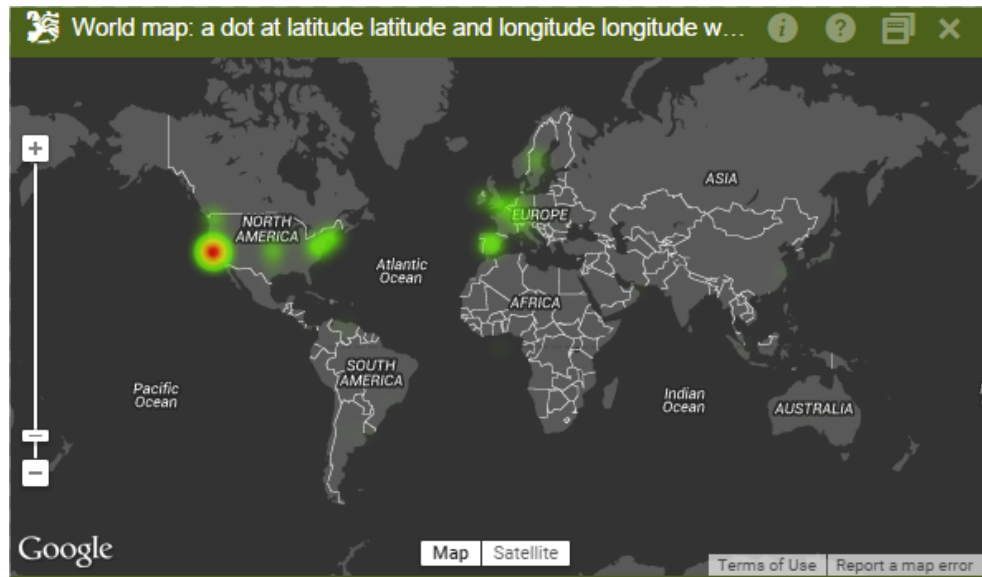 World map: a dot at latitude latitude and longitude longitude w...
i
?
+
ASIA
NORTH
AMERICA
EUROPE
Atlantic
Ocean
AFRICA
SOUTH
AMERICA
Pacific
Ocean
Indian
Ocean
AUSTRALIA
−
Google
Map
Satellite
Terms of Use
Report a map error